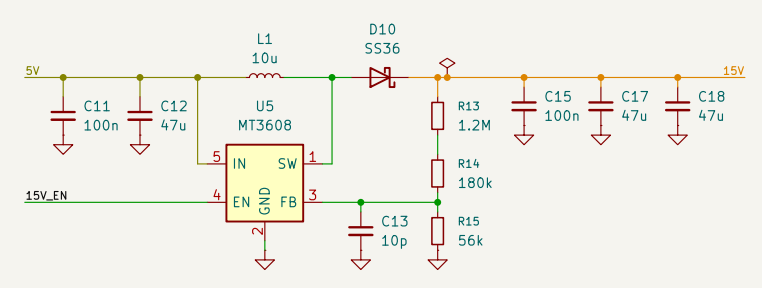 D10
SS36
L1
10u
5V
15V
C11
100n
C12
47u
U5
MT3608
R13
1.2M
C15
100n
C17
47u
C18
47u
5
IN
SW
1
R14
180k
15V_EN
4
EN
GND
FB
3
2
C13
10p
R15
56k